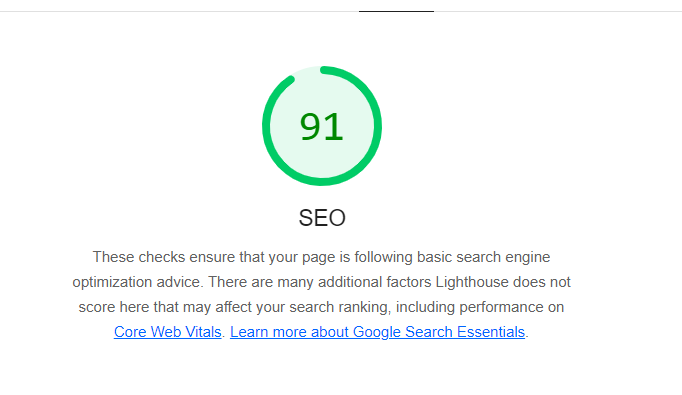 91
SEO
These checks ensure that your page is following basic search engine
optimization advice. There are many additional factors Lighthouse does not
score here that may affect your search ranking, including performance on
Core Web Vitals. Learn more about Google Search Essentials.